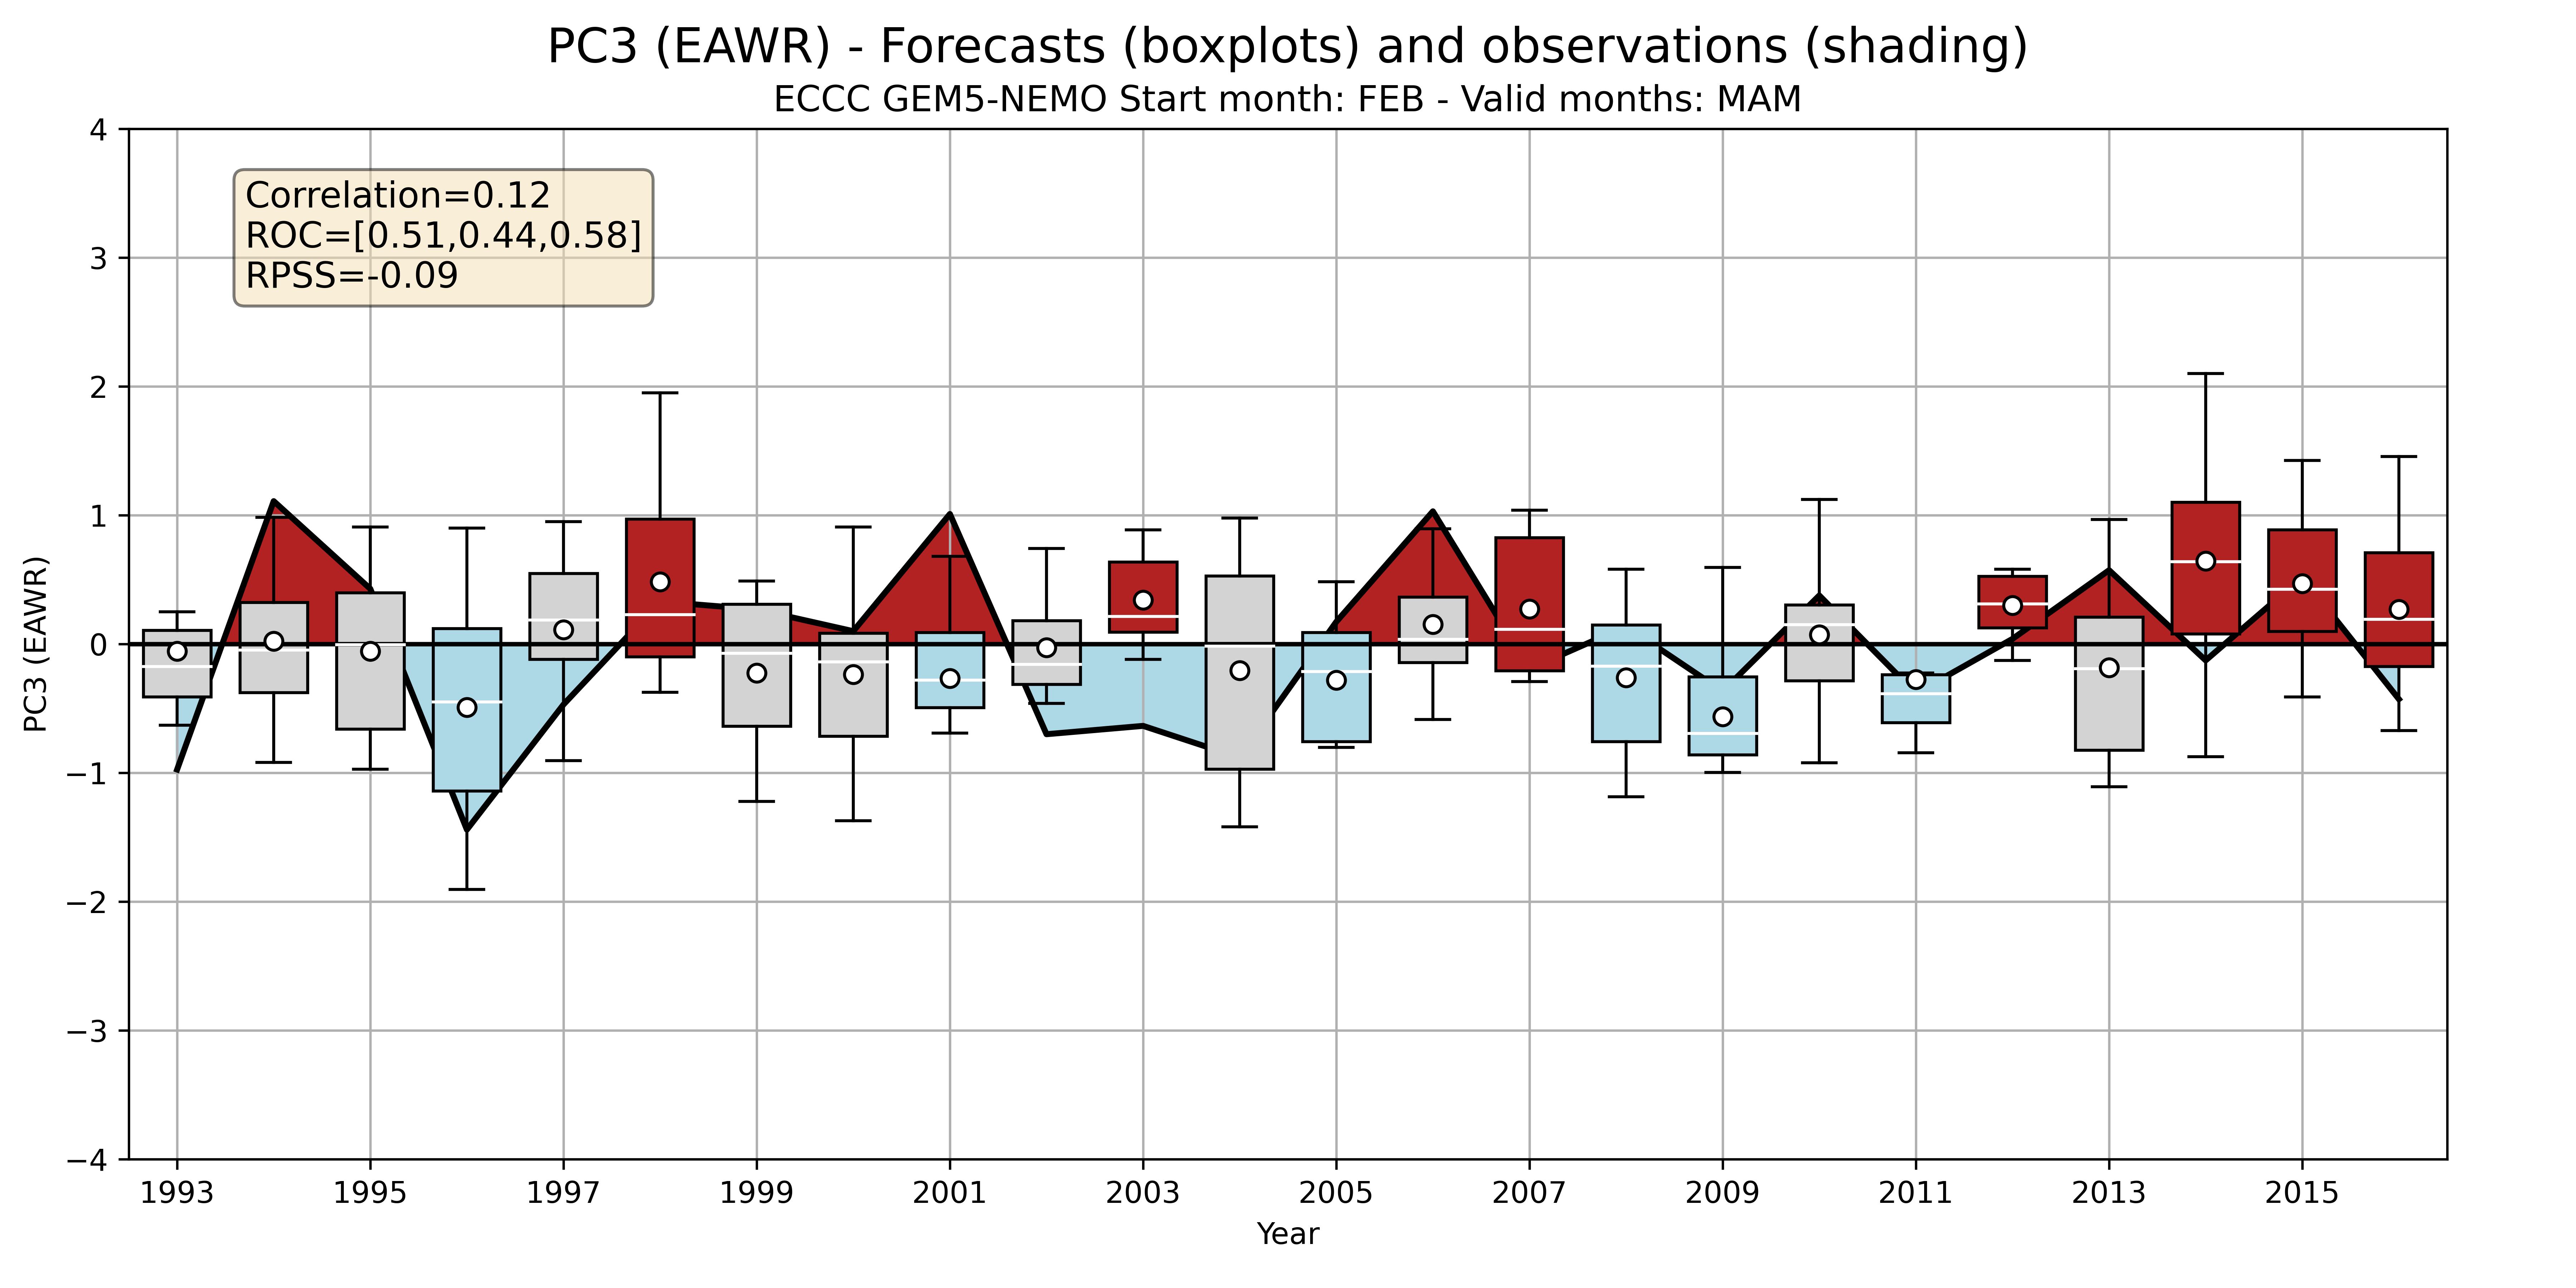 PC3 (EAWR) - Forecasts (boxplots) and observations (shading)
ECCC GEM5-NEMO Start month: FEB - Valid months: MAM
Correlation=0.12
ROC=[0.51,0.44,0.58]
RPSS=-0.09
PC3 (EAWR)
4
3
2
1
0
−1
−2
−3
−4
1993 1995 1997 1999 2001 2003 2005 2007 2009 2011 2013 2015
Year